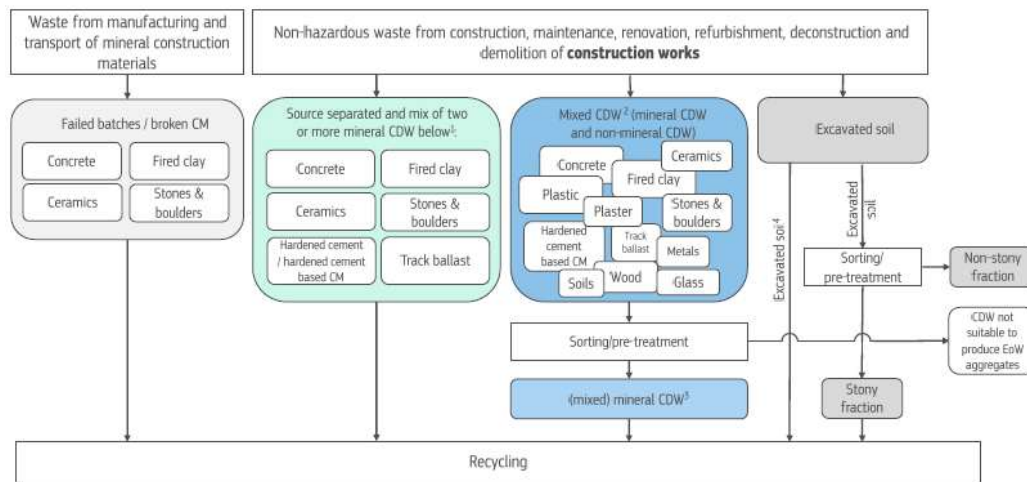 Waste from manufacturing and
transport of mineral construction
materials
Non-hazardous waste from construction, maintenance, renovation, refurbishment, deconstruction and
demolition of construction works
Failed batches / broken CM
Concrete
Fired clay
Ceramics
Stones &
boulders
Source separated and mix of two
or more mineral CDW below¹:
Concrete
Fired clay
Ceramics
Stones &
boulders
Hardened cement
/ hardened cement
based CM
Track ballast
Mixed CDW² (mineral CDW
and non-mineral CDW)
Concrete
Ceramics
Fired clay
Plastic
Plaster
Stones &
boulders
Hardened
cement
based CM
Track
ballast
Metals
Soils
Wood
Glass
Excavated soil
Excavated soil⁴
Excavated
soil
Sorting/
pre-treatment
Non-stony
fraction
Sorting/pre-treatment
CDW not
suitable to
produce EoW
aggregates
(mixed) mineral CDW³
Stony
fraction
Recycling